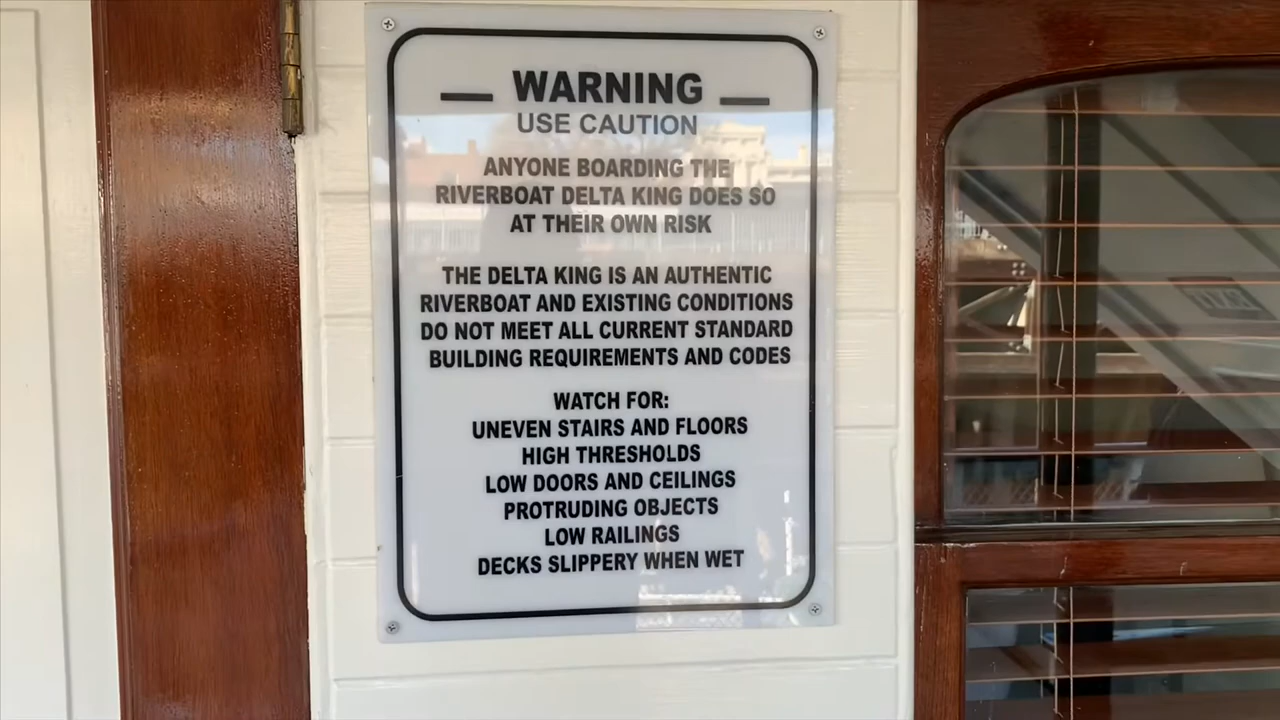 WARNING
USE CAUTION
ANYONE BOARDING THE
RIVERBOAT DELTA KING DOES SO
AT THEIR OWN RISK
THE DELTA KING IS AN AUTHENTIC
RIVERBOAT AND EXISTING CONDITIONS
DO NOT MEET ALL CURRENT STANDARD
BUILDING REQUIREMENTS AND CODES
WATCH FOR:
UNEVEN STAIRS AND FLOORS
HIGH THRESHOLDS
LOW DOORS AND CEILINGS
PROTRUDING OBJECTS
LOW RAILINGS
DECKS SLIPPERY WHEN WET